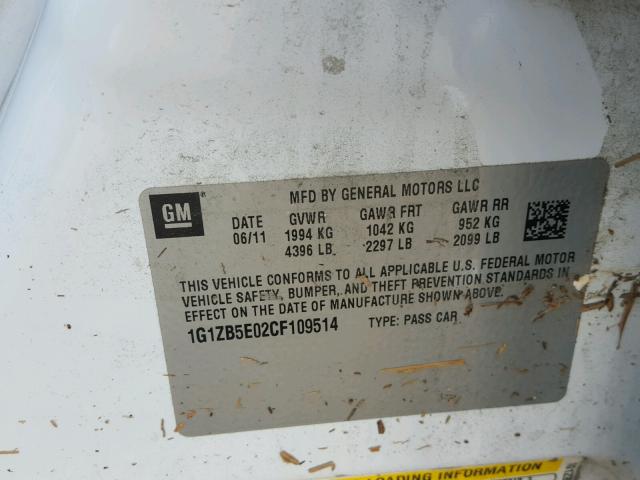 GM
MFD BY GENERAL MOTORS LLC
DATE GVWR GAWR FRT GAWR RR
06/11 1994 KG 1042 KG 952 KG
4396 LB 2297 LB 2099 LB
THIS VEHICLE CONFORMS TO ALL APPLICABLE U.S. FEDERAL MOTOR
VEHICLE SAFETY, BUMPER, AND THEFT PREVENTION STANDARDS IN
EFFECT ON THE DATE OF MANUFACTURE SHOWN ABOVE.
1G1ZB5E02CF109514 TYPE: PASS CAR
LOADING INFORMATION